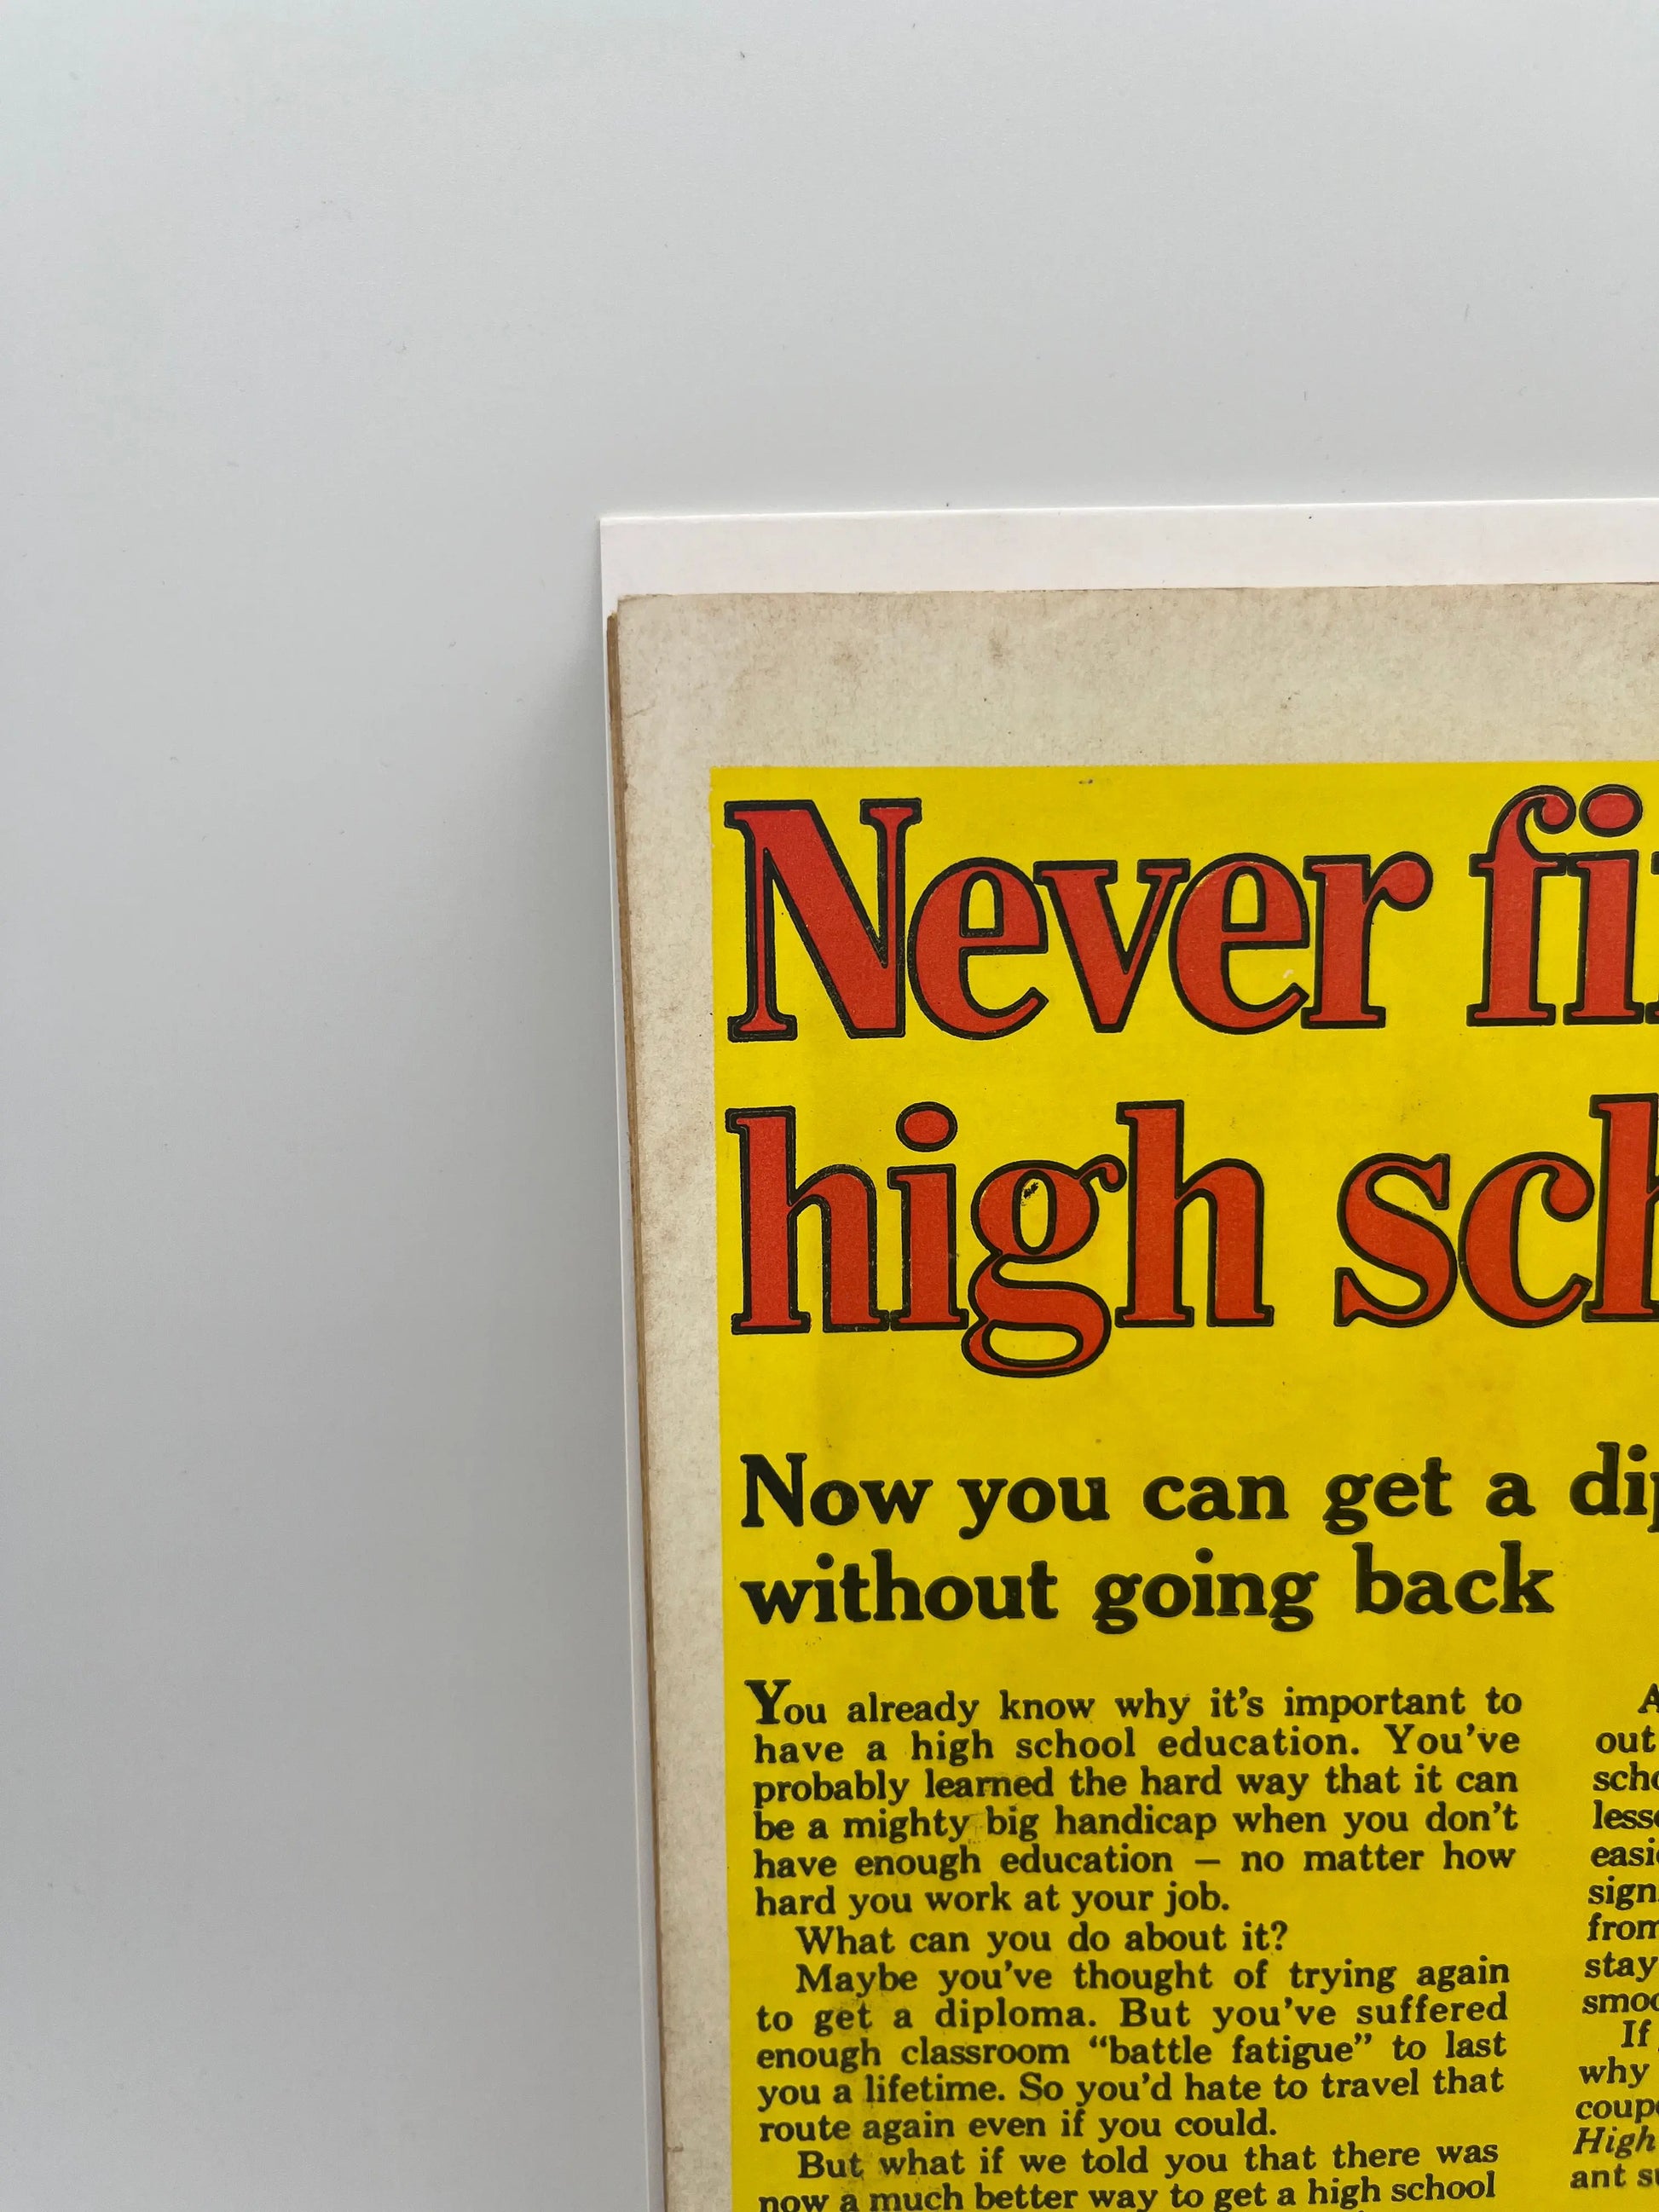 Never
high
Now you can get a
without going back
You already know why it's important to
have a high school education. You've
probably learned the hard way that it can
be a mighty big handicap when you don't
have enough education – no matter how
hard you work at your job.
What can you do about it?
Maybe you've thought of trying again
to get a diploma. But you've suffered
enough classroom "battle fatigue" to last
you a lifetime. So you'd hate to travel that
route again even if you could.
But what if we told you that there was
now a much better way to get a high school
out
from
stay
If
why
High